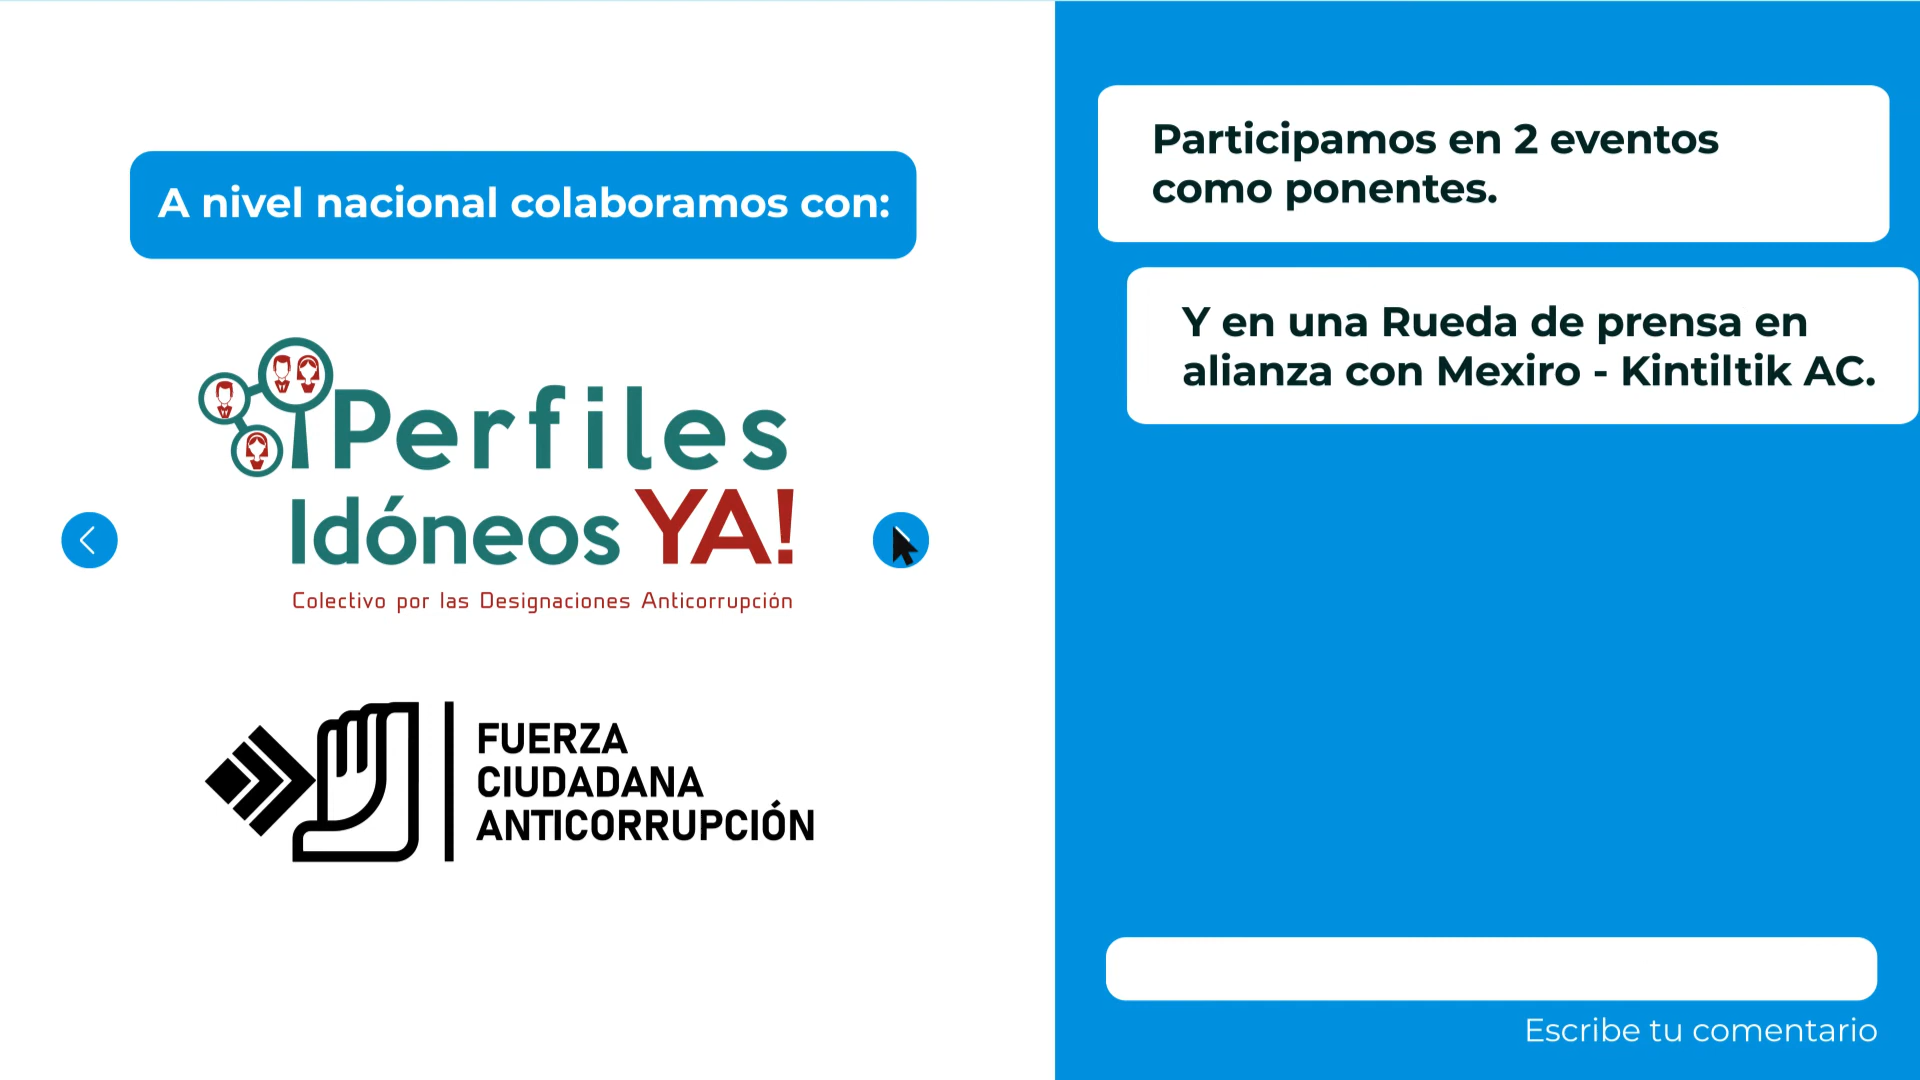 A nivel nacional colaboramos con:
¡Perfiles
Idóneos YA!
Colectivo por las Designaciones Anticorrupción
FUERZA
CIUDADANA
ANTICORRUPCIÓN
Participamos en 2 eventos
como ponentes.
Y en una Rueda de prensa en
alianza con Mexiro - Kintiltik AC.
Escribe tu comentario